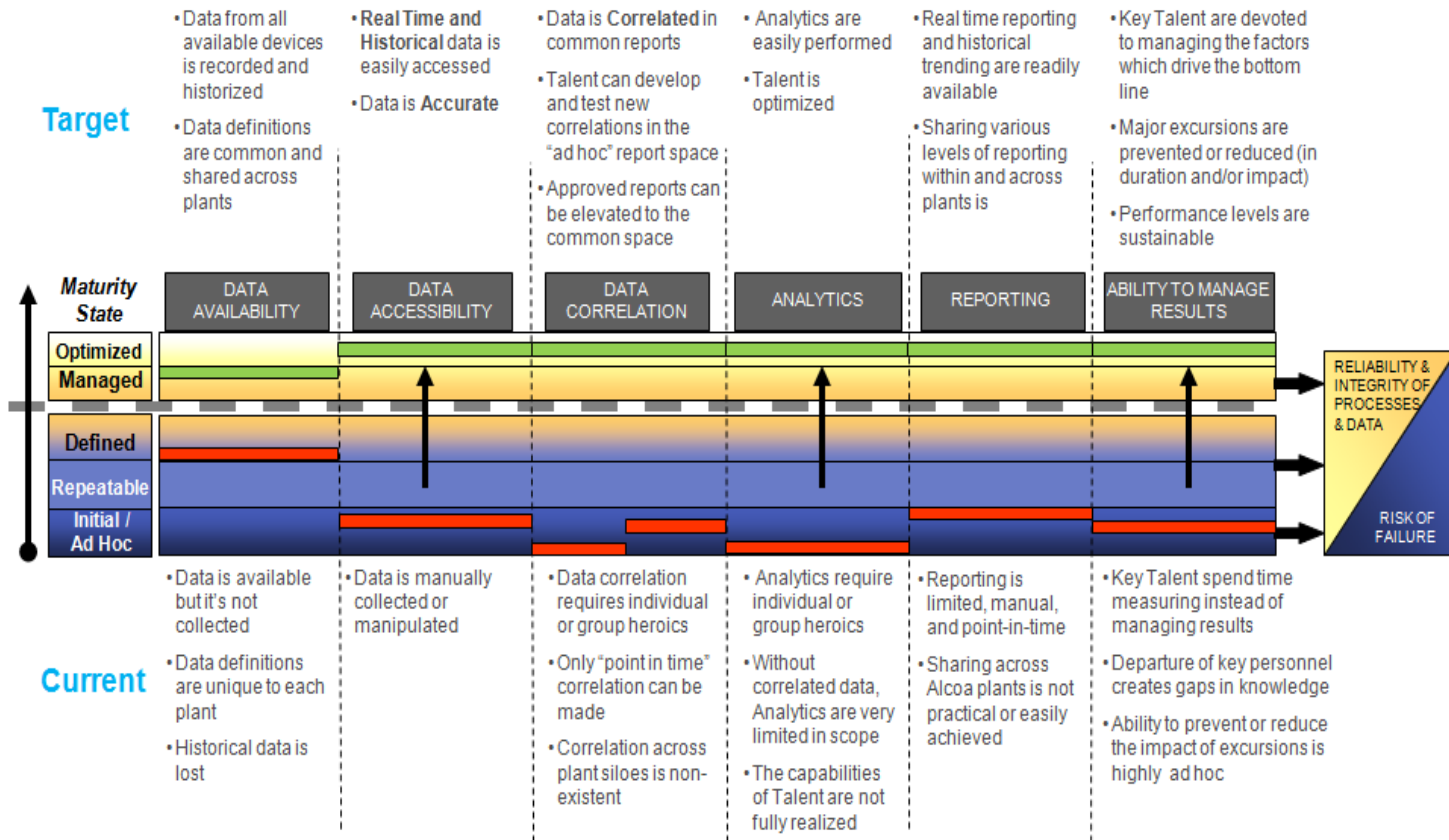 Target
• Data from all
available devices
is recorded and
historized
• Data definitions
are common and
shared across
plants
• Real Time and
Historical data is
easily accessed
• Data is Accurate
• Data is Correlated in
common reports
• Talent can develop
and test new
correlations in the
“ad hoc” report space
• Approved reports can
be elevated to the
common space
• Analytics are
easily performed
• Talent is
optimized
• Real time reporting
and historical
trending are readily
available
• Sharing various
levels of reporting
within and across
plants is
• Key Talent are devoted
to managing the factors
which drive the bottom
line
• Major excursions are
prevented or reduced (in
duration and/or impact)
• Performance levels are
sustainable
Maturity
State
DATA
AVAILABILITY
DATA
ACCESSIBILITY
DATA
CORRELATION
ANALYTICS
REPORTING
ABILITY TO MANAGE
RESULTS
Optimized
Managed
Defined
Repeatable
Initial /
Ad Hoc
RELIABILITY &
INTEGRITY OF
PROCESSES
& DATA
RISK OF
FAILURE
Current
• Data is available
but it’s not
collected
• Data definitions
are unique to each
plant
• Historical data is
lost
• Data is manually
collected or
manipulated
• Data correlation
requires individual
or group heroics
• Only “point in time”
correlation can be
made
• Correlation across
plant siloes is non-
existent
• Analytics require
individual or
group heroics
• Without
correlated data,
Analytics are very
limited in scope
• The capabilities
of Talent are not
fully realized
• Reporting is
limited, manual,
and point-in-time
• Sharing across
Alcoa plants is not
practical or easily
achieved
• Key Talent spend time
measuring instead of
managing results
• Departure of key personnel
creates gaps in knowledge
• Ability to prevent or reduce
the impact of excursions is
highly ad hoc